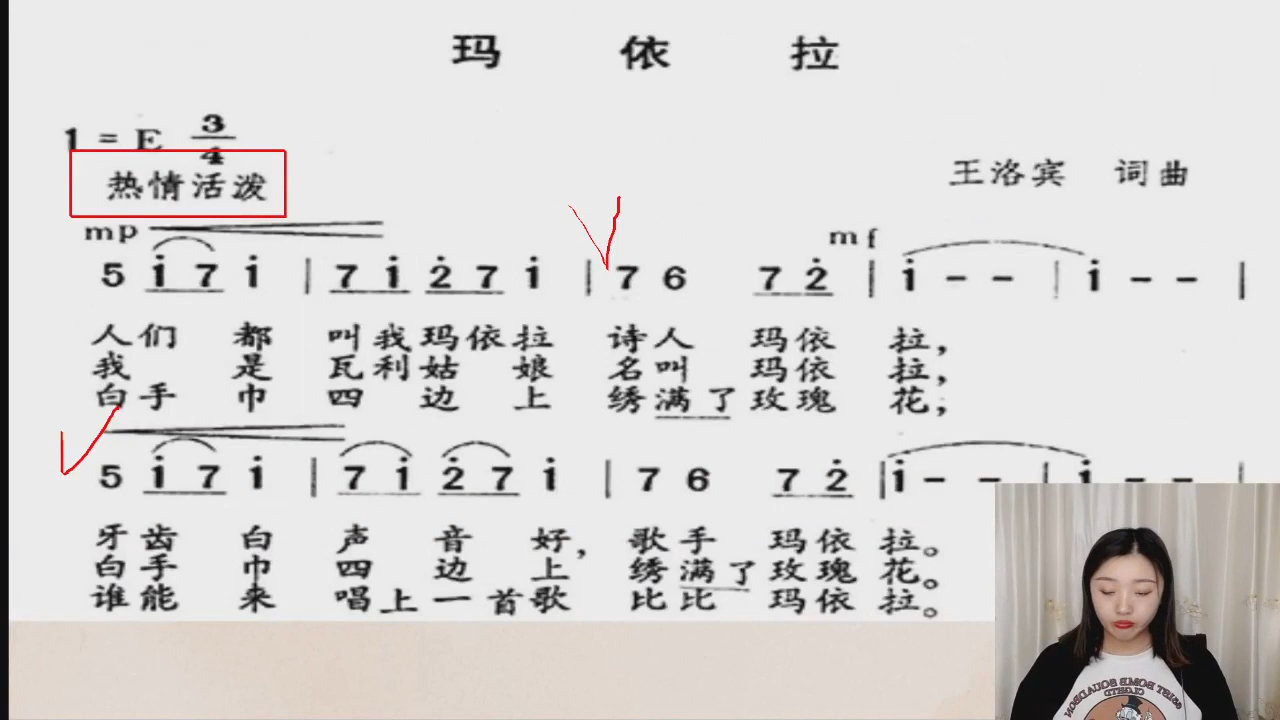 玛 依 拉
1 = E 3/4
热情活泼
王洛宾 词曲
mp
mf
5 i̇ 7 i̇ | 7 i̇ 2̇ 7 i̇ | 7 6 7 2̇ | i̇ - - | i̇ - - |
人们 都 叫我玛依拉 诗人 玛依 拉，
我 是 瓦利姑 娘 名叫 玛依 拉，
白手 巾 四 边 上 绣满了玫瑰 花，
5 i̇ 7 i̇ | 7 i̇ 2̇ 7 i̇ | 7 6 7 2̇ | i̇ - - | i̇ - - |
牙齿 白 声 音 好，歌手 玛依 拉。
白手 巾 四 边 上 绣满了玫瑰 花。
谁能 来 唱上一首歌 比比 玛依 拉。